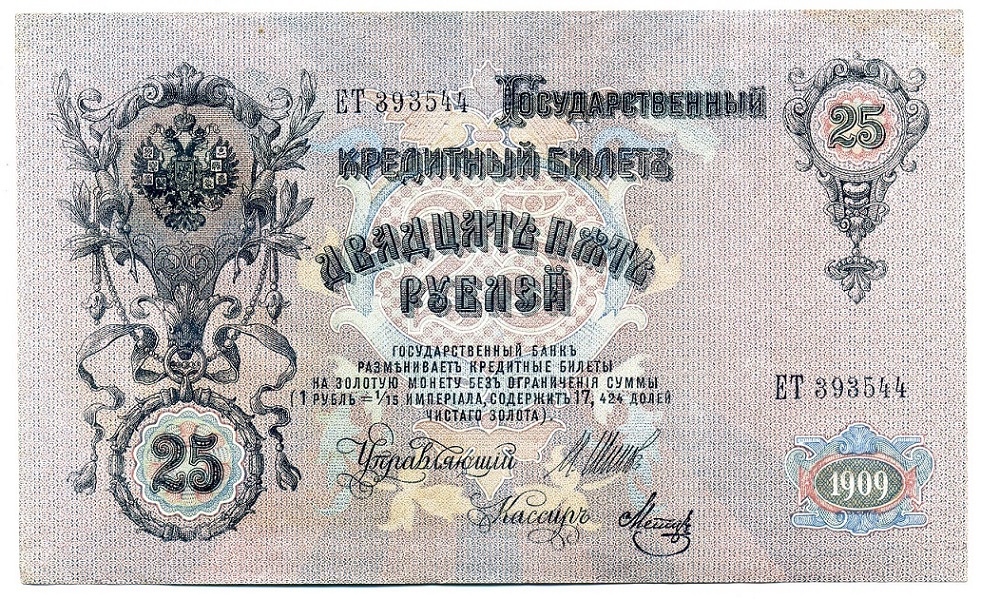 ЕТ 393544
Государственный
25
КРЕДИТНЫЙ БИЛЕТЪ
ДВАДЦАТЬ ПЯТЬ
РУБЛЕЙ
ГОСУДАРСТВЕННЫЙ БАНКЪ
РАЗМѢНИВАЕТЪ КРЕДИТНЫЕ БИЛЕТЫ
НА ЗОЛОТУЮ МОНЕТУ БЕЗЪ ОГРАНИЧЕНІЯ СУММЫ
(1 РУБЛЬ = 1/15 ИМПЕРІАЛА, СОДЕРЖИТЪ 17,424 ДОЛЕЙ
ЧИСТАГО ЗОЛОТА).
ЕТ 393544
25
Управляющій
1909
Кассиръ